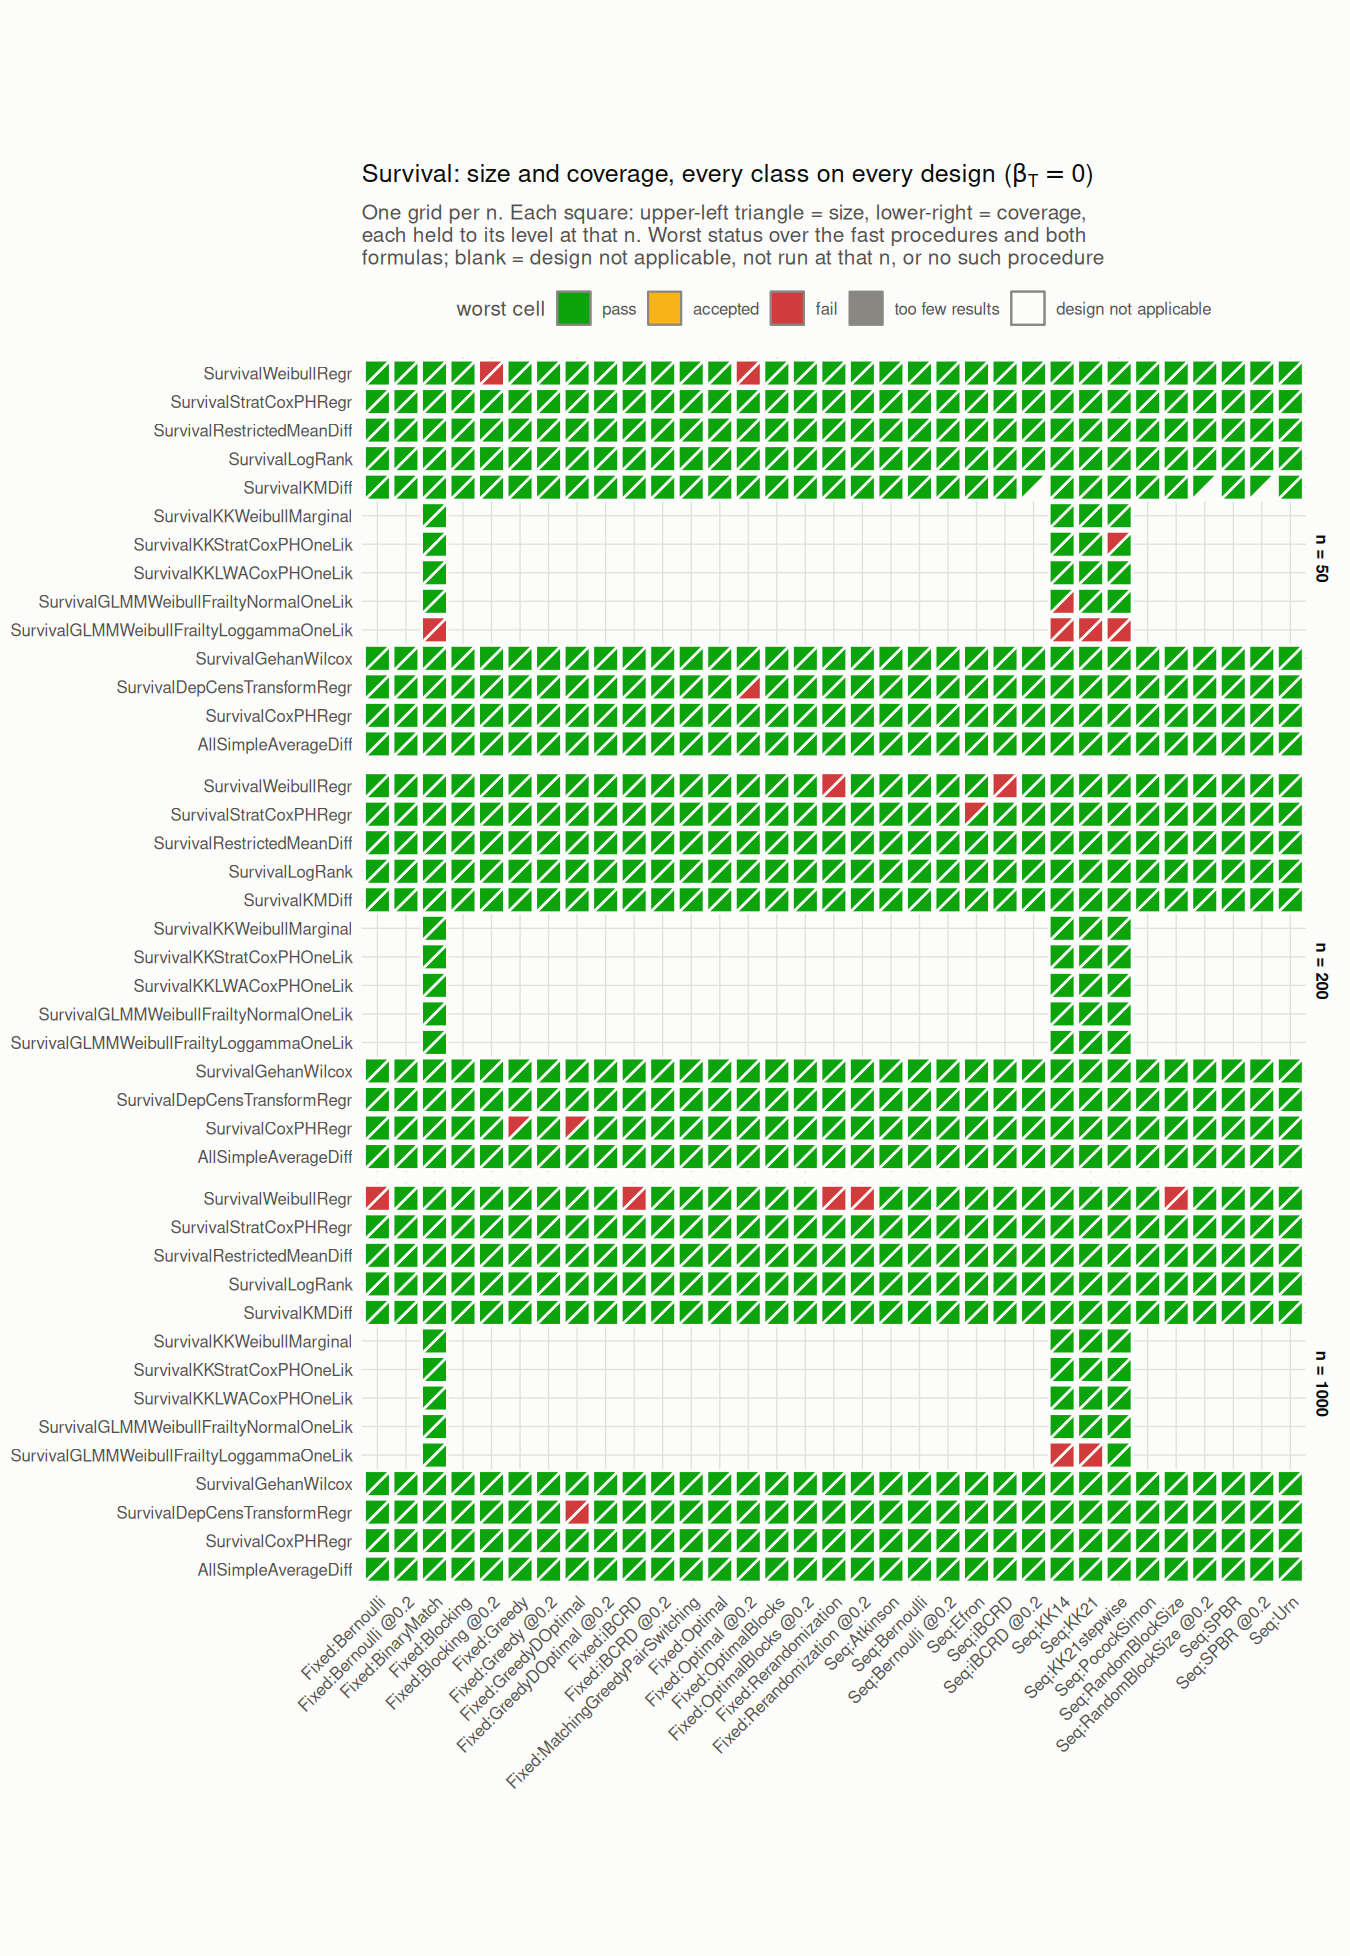 Survival: size and coverage, every class on every design (βT = 0)
One grid per n. Each square: upper-left triangle = size, lower-right = coverage,
each held to its level at that n. Worst status over the fast procedures and both
formulas; blank = design not applicable, not run at that n, or no such procedure
worst cell pass accepted fail too few results design not applicable
SurvivalWeibullRegr
SurvivalStratCoxPHRegr
SurvivalRestrictedMeanDiff
SurvivalLogRank
SurvivalKMDiff
SurvivalKKWeibullMarginal
SurvivalKKStratCoxPHOneLik
SurvivalKKLWACoxPHOneLik
SurvivalGLMMWeibullFrailtyNormalOneLik
SurvivalGLMMWeibullFrailtyLoggammaOneLik
SurvivalGehanWilcox
SurvivalDepCensTransformRegr
SurvivalCoxPHRegr
AllSimpleAverageDiff
n = 50
SurvivalWeibullRegr
SurvivalStratCoxPHRegr
SurvivalRestrictedMeanDiff
SurvivalLogRank
SurvivalKMDiff
SurvivalKKWeibullMarginal
SurvivalKKStratCoxPHOneLik
SurvivalKKLWACoxPHOneLik
SurvivalGLMMWeibullFrailtyNormalOneLik
SurvivalGLMMWeibullFrailtyLoggammaOneLik
SurvivalGehanWilcox
SurvivalDepCensTransformRegr
SurvivalCoxPHRegr
AllSimpleAverageDiff
n = 200
SurvivalWeibullRegr
SurvivalStratCoxPHRegr
SurvivalRestrictedMeanDiff
SurvivalLogRank
SurvivalKMDiff
SurvivalKKWeibullMarginal
SurvivalKKStratCoxPHOneLik
SurvivalKKLWACoxPHOneLik
SurvivalGLMMWeibullFrailtyNormalOneLik
SurvivalGLMMWeibullFrailtyLoggammaOneLik
SurvivalGehanWilcox
SurvivalDepCensTransformRegr
SurvivalCoxPHRegr
AllSimpleAverageDiff
n = 1000
Fixed:Bernoulli
Fixed:Bernoulli @0.2
Fixed:BinaryMatch
Fixed:Blocking
Fixed:Blocking @0.2
Fixed:Greedy
Fixed:Greedy @0.2
Fixed:GreedyDOptimal
Fixed:GreedyDOptimal @0.2
Fixed:iBCRD
Fixed:iBCRD @0.2
Fixed:MatchingGreedyPairSwitching
Fixed:Optimal
Fixed:Optimal @0.2
Fixed:OptimalBlocks
Fixed:OptimalBlocks @0.2
Fixed:Rerandomization
Fixed:Rerandomization @0.2
Seq:Atkinson
Seq:Bernoulli
Seq:Bernoulli @0.2
Seq:Efron
Seq:iBCRD
Seq:iBCRD @0.2
Seq:KK14
Seq:KK21
Seq:KK21stepwise
Seq:PocockSimon
Seq:RandomBlockSize
Seq:RandomBlockSize @0.2
Seq:SPBR
Seq:SPBR @0.2
Seq:Urn